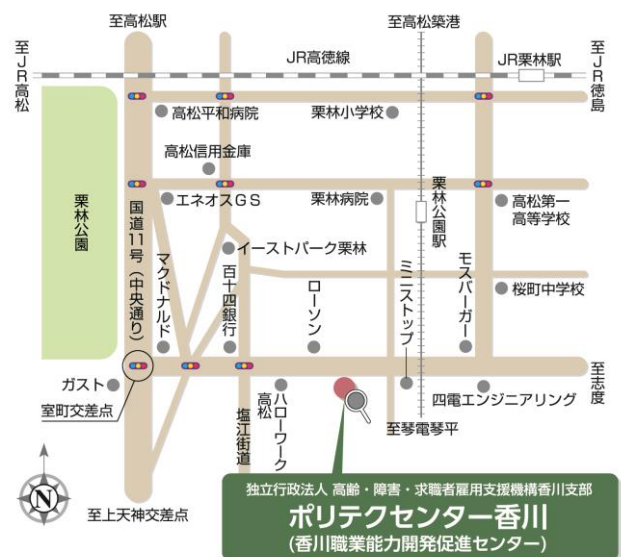 至高松駅
至高松築港
至JR高松
JR高徳線
JR栗林駅
至JR徳島
高松平和病院
栗林小学校
高松信用金庫
エネオスGS
栗林病院
栗林公園駅
高松第一
高等学校
栗林公園
国道11号(中央通り)
マクドナルド
イーストパーク栗林
百十四銀行
ローソン
ミニストップ
モスバーガー
桜町中学校
ガスト
室町交差点
塩江街道
ハローワーク
高松
四電エンジニアリング
至志度
至琴電琴平
N
至上天神交差点
独立行政法人 高齢・障害・求職者雇用支援機構香川支部
ポリテクセンター香川
(香川職業能力開発促進センター)